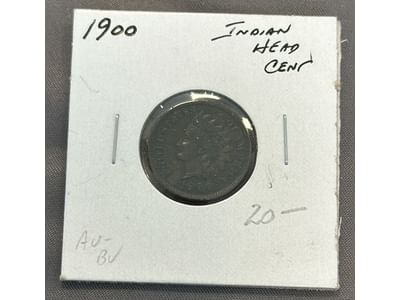 1900
INDIAN
HEAD
CENT
20-
AU-
BU